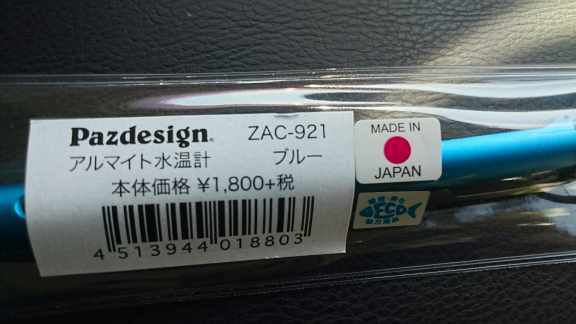 Pazdesign. ZAC-921
アルマイト水温計 ブルー
本体価格 ¥1,800+税
4 513944 018803
MADE IN
JAPAN
ECO